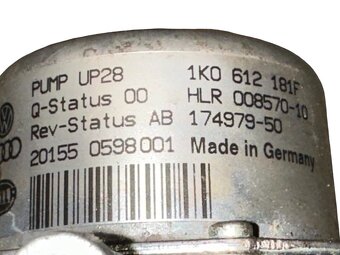 PUMP UP28 1K0 612 181F
Q-Status 00 HLR 008570-10
Rev-Status AB 174979-50
20155 0598001 Made in Germany